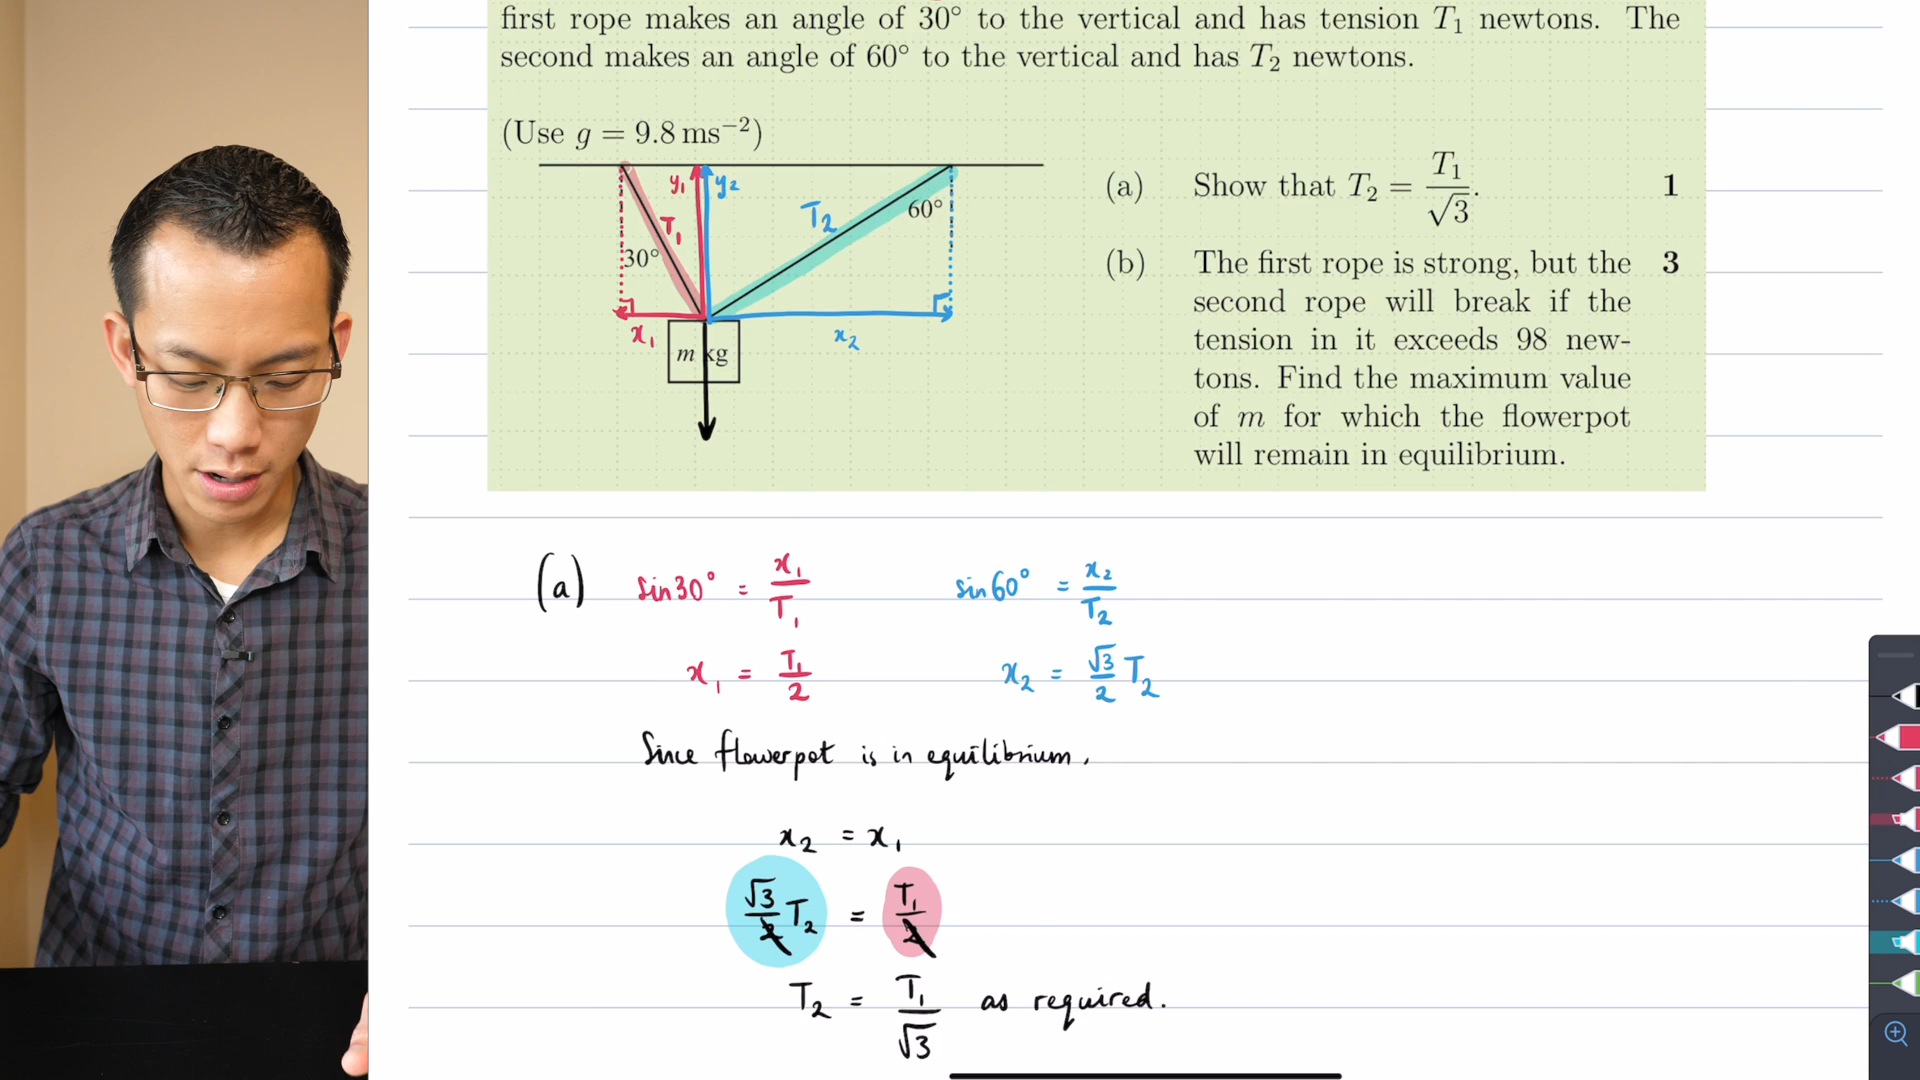 first rope makes an angle of 30° to the vertical and has tension T₁ newtons. The
second makes an angle of 60° to the vertical and has T₂ newtons.
(Use g = 9.8 ms⁻²)
y₁ y₂
T₁
T₂
30°
60°
x₁
x₂
m kg
(a) Show that T₂ = T₁/√3. 1
(b) The first rope is strong, but the 3
second rope will break if the
tension in it exceeds 98 new-
tons. Find the maximum value
of m for which the flowerpot
will remain in equilibrium.
(a) sin30° = x₁/T₁ sin60° = x₂/T₂
x₁ = T₁/2 x₂ = √3/2 T₂
Since flowerpot is in equilibrium,
x₂ = x₁
√3/2 T₂ = T₁/2
T₂ = T₁/√3 as required.